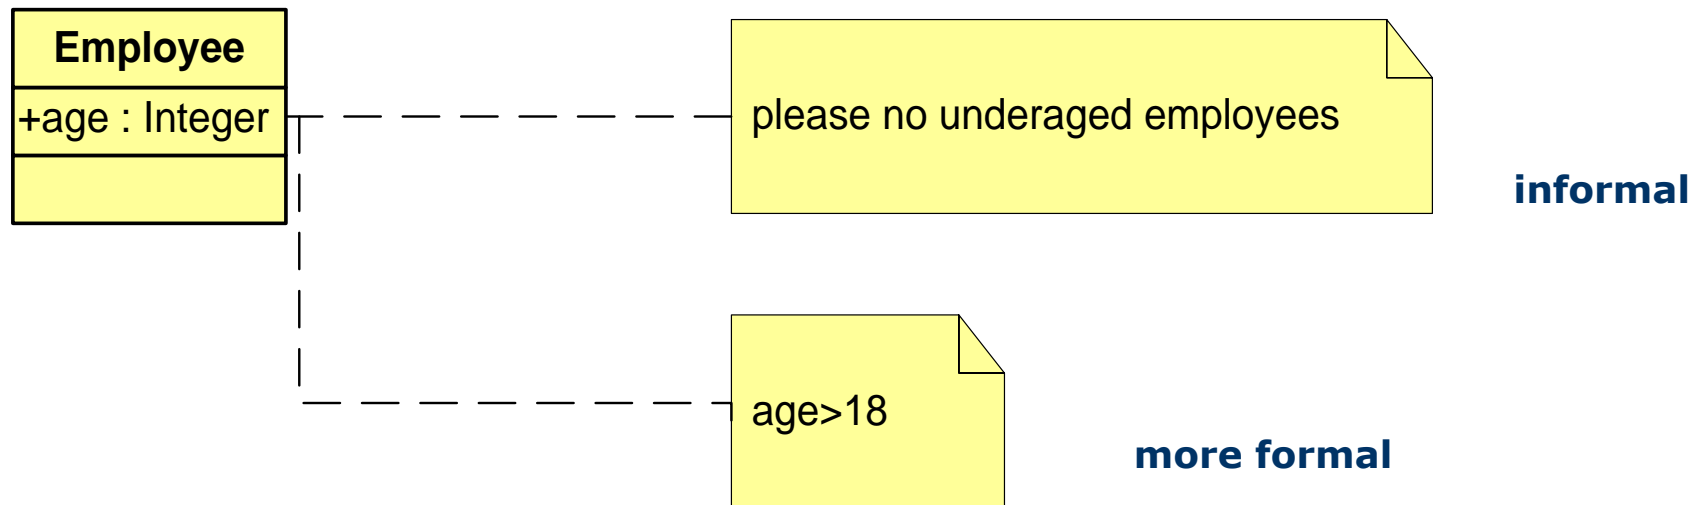 Employee
+age : Integer
please no underaged employees
informal
age>18
more formal